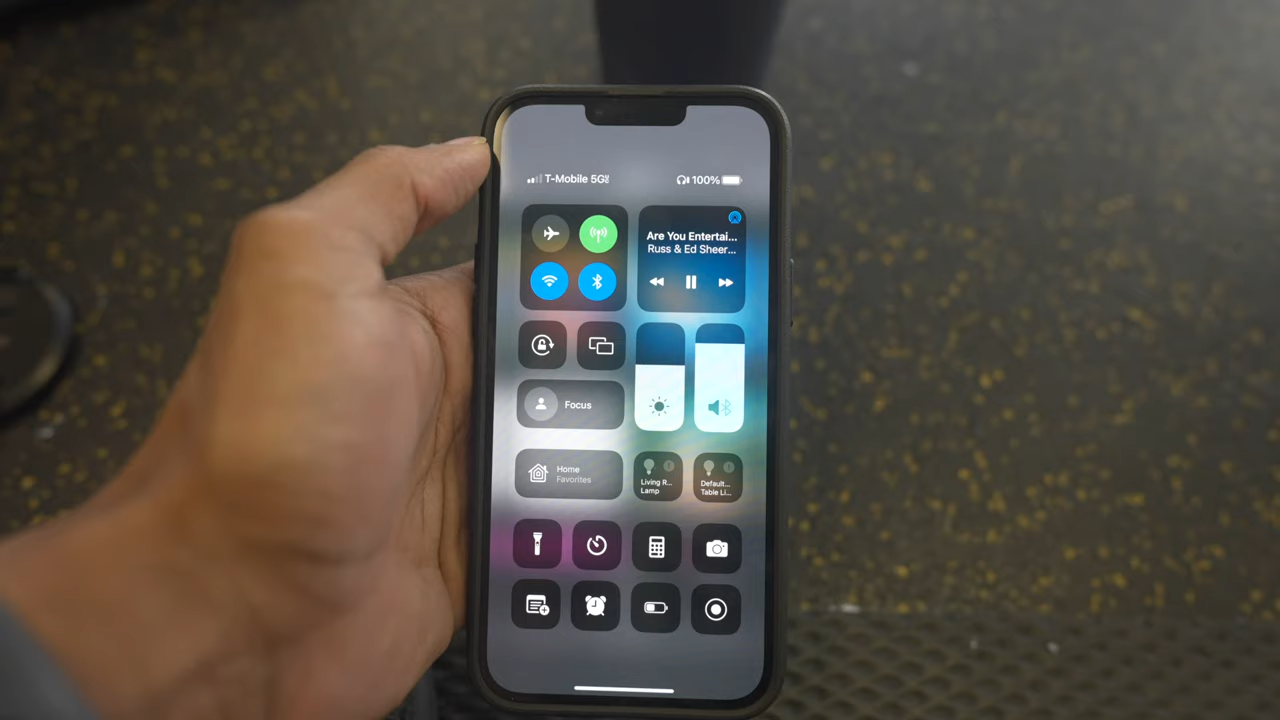 T-Mobile 5G
100%
Are You Entertai...
Russ & Ed Sheer...
Focus
Home
Favorites
Living R...
Lamp
Default...
Table Li...